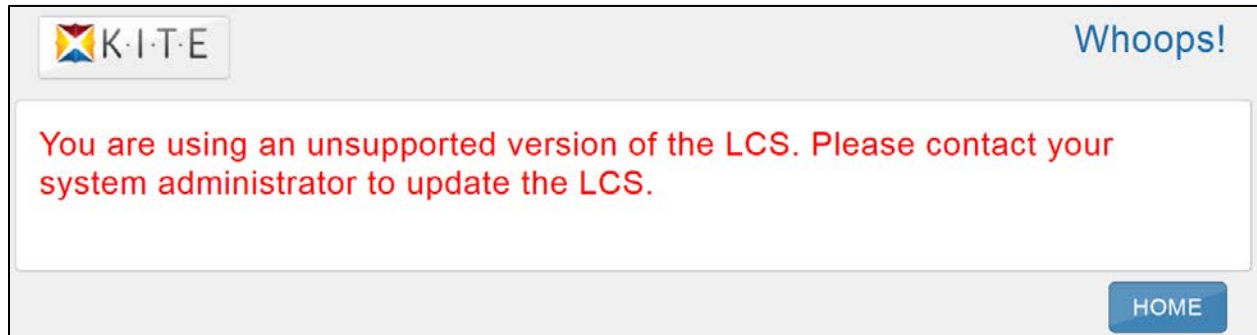 K·I·T·E
Whoops!
You are using an unsupported version of the LCS. Please contact your
system administrator to update the LCS.
HOME